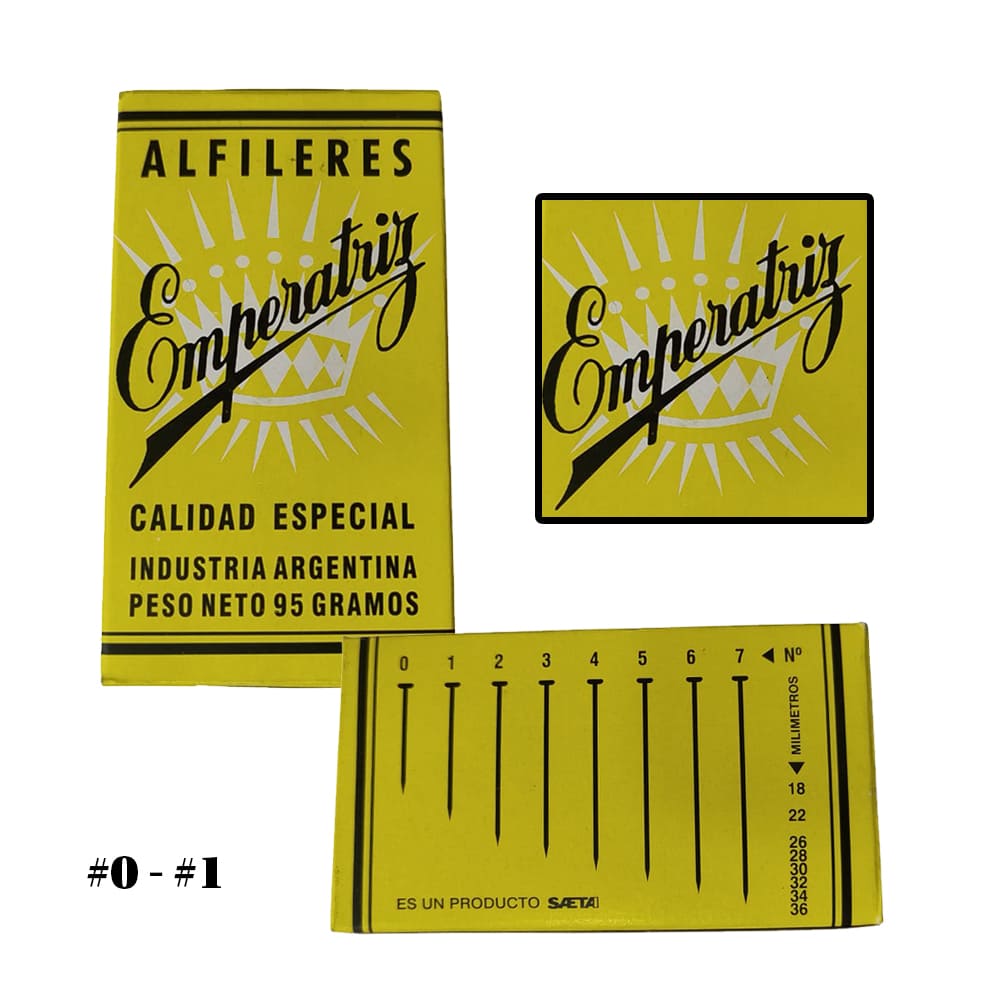 ALFILERES
Emperatriz
CALIDAD ESPECIAL
INDUSTRIA ARGENTINA
PESO NETO 95 GRAMOS
Emperatriz
0 1 2 3 4 5 6 7 ◀ Nº
MILIMETROS
18
22
26
28
30
32
34
36
ES UN PRODUCTO SAETA
#0 - #1